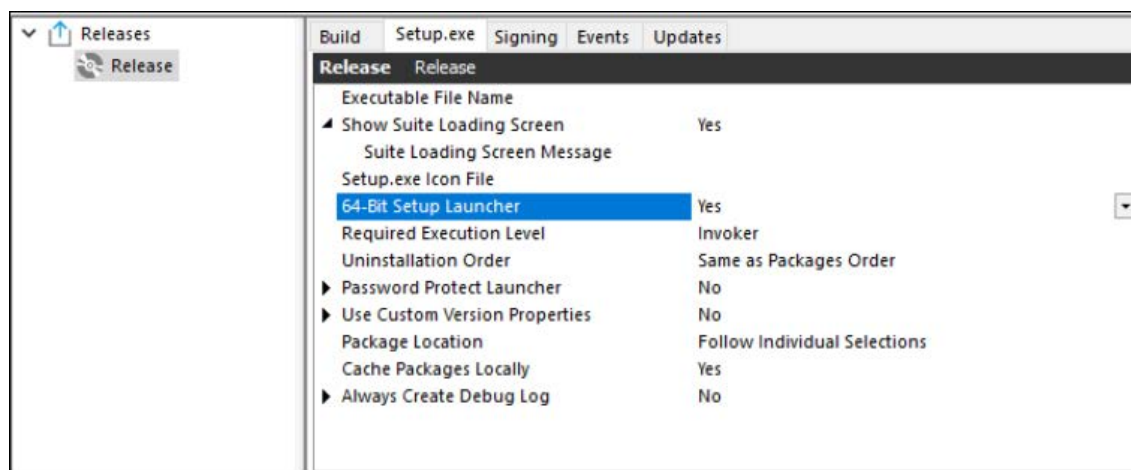 Releases
Release
Build Setup.exe Signing Events Updates
Release Release
Executable File Name
Show Suite Loading Screen Yes
Suite Loading Screen Message
Setup.exe Icon File
64-Bit Setup Launcher Yes
Required Execution Level Invoker
Uninstallation Order Same as Packages Order
Password Protect Launcher No
Use Custom Version Properties No
Package Location Follow Individual Selections
Cache Packages Locally Yes
Always Create Debug Log No